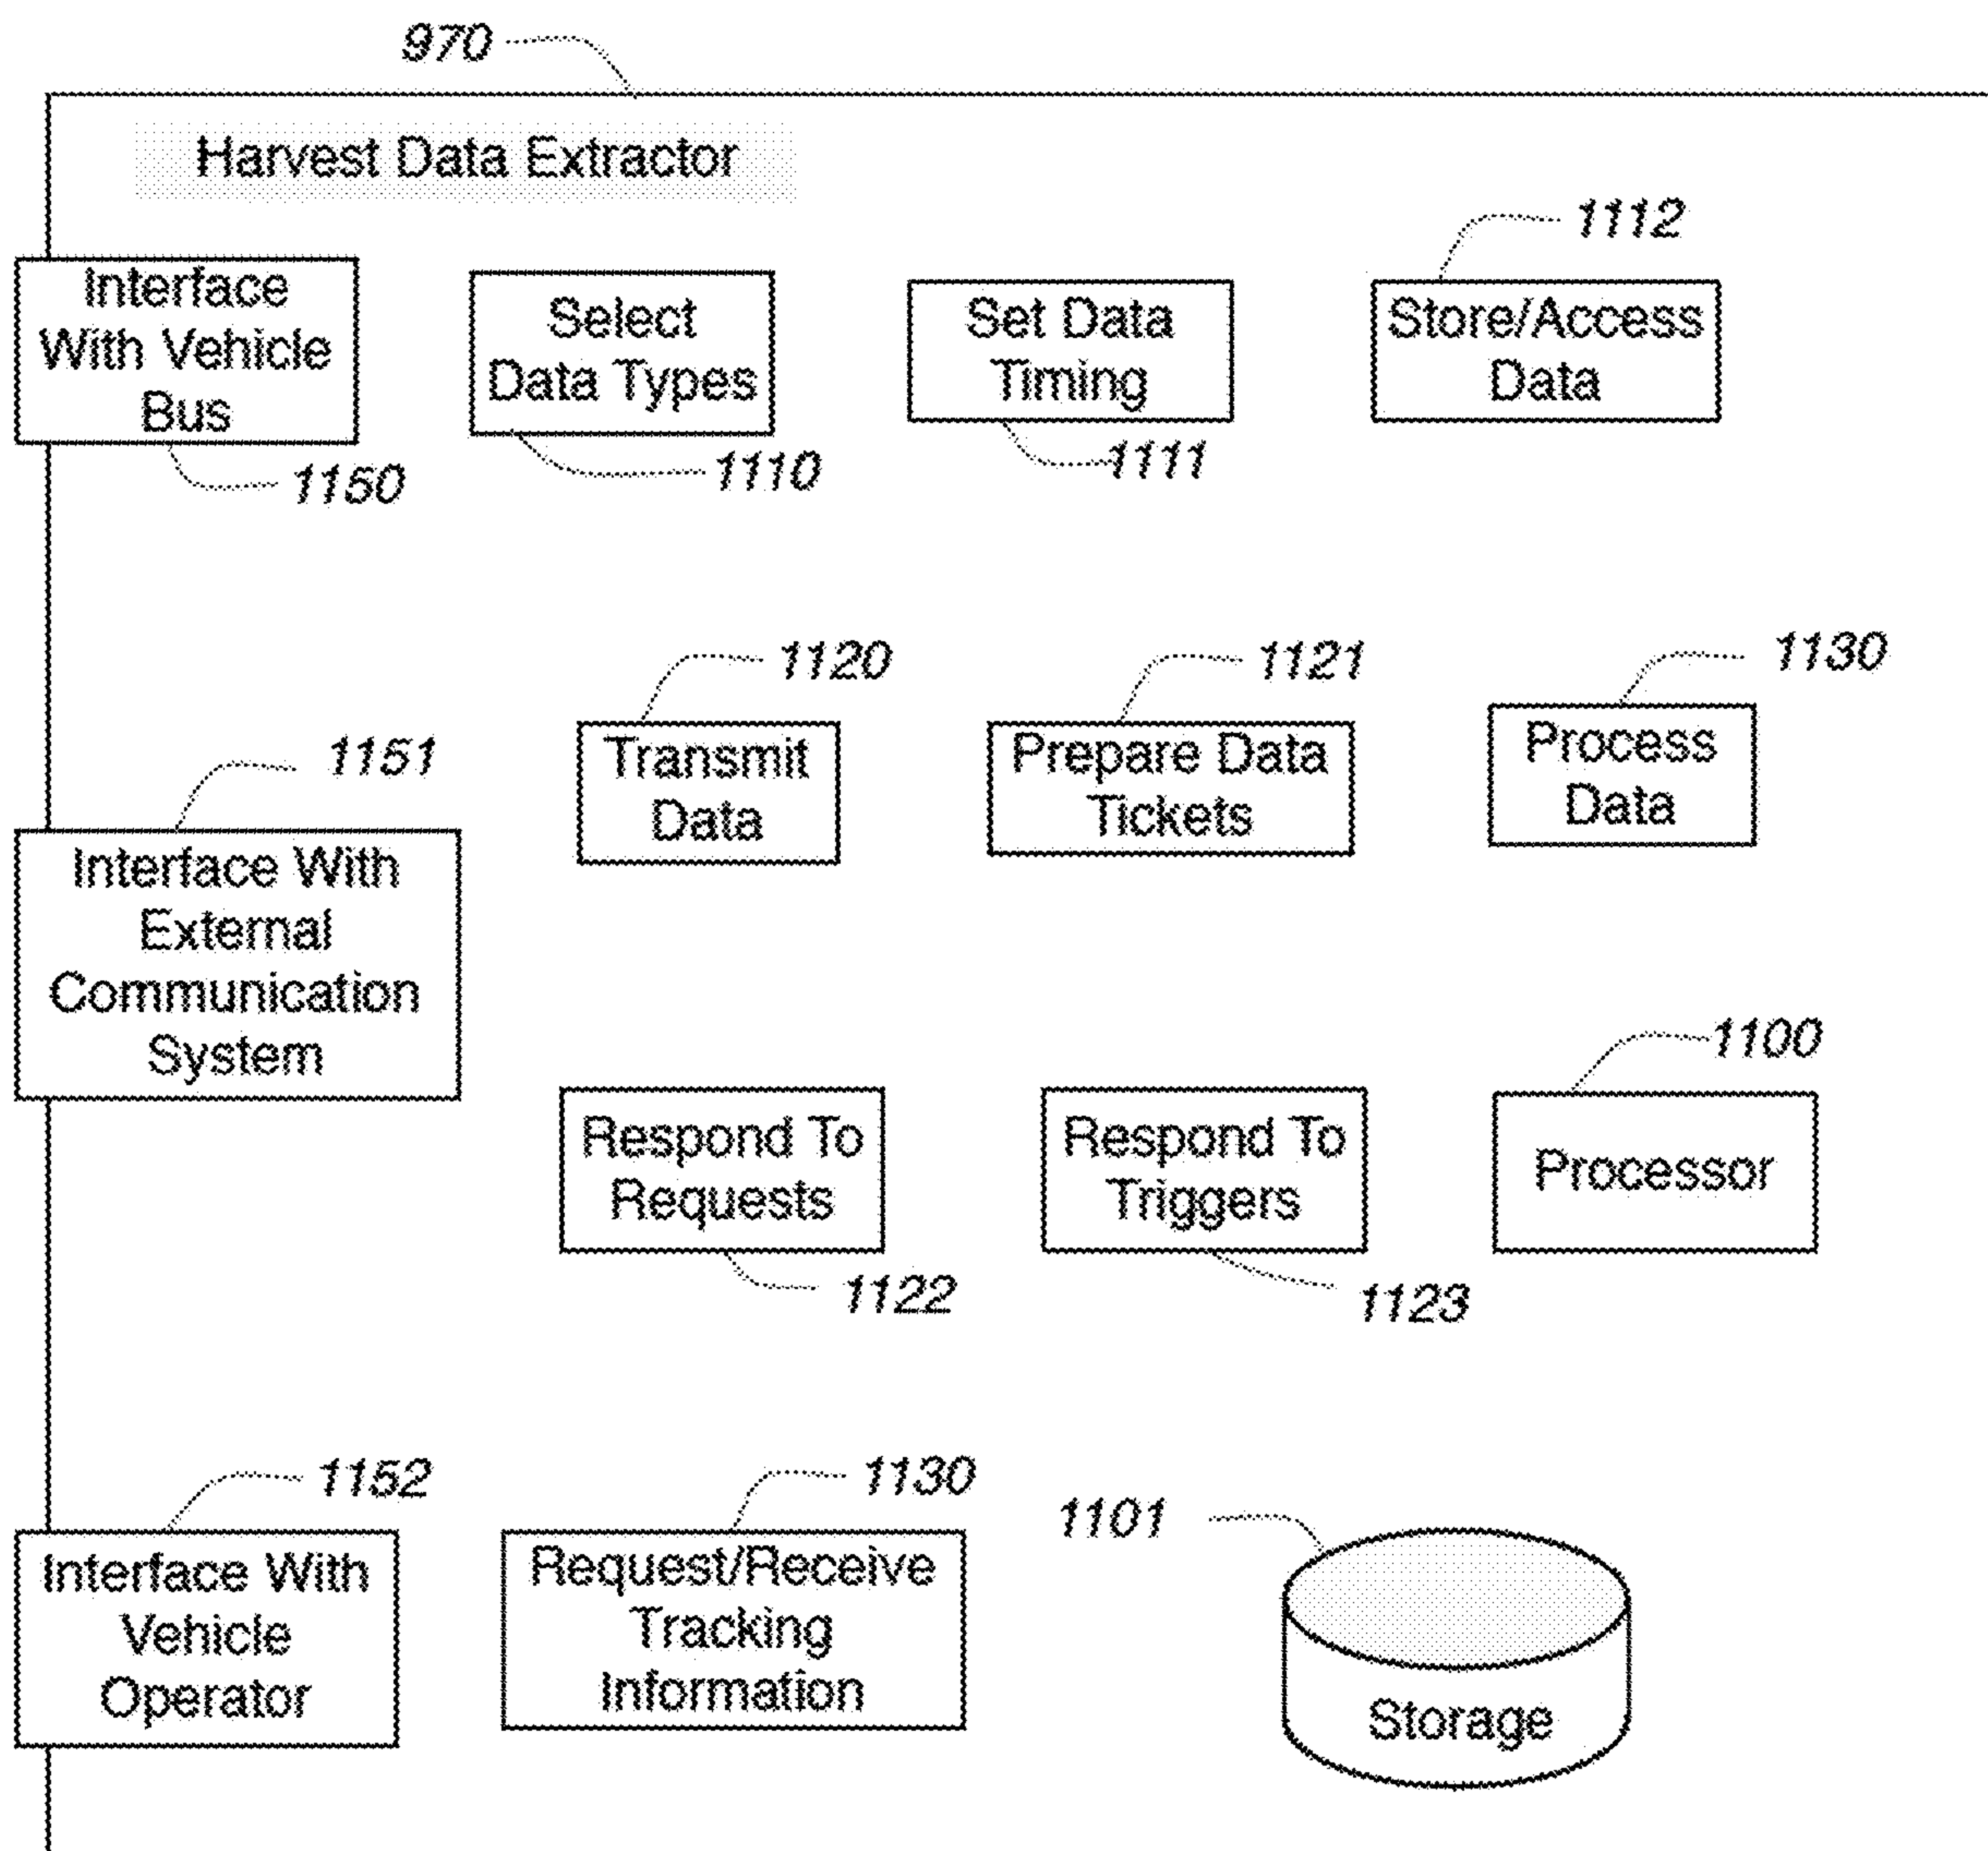 970
Harvest Data Extractor
1112
Interface
With Vehicle
Bus
Select
Data Types
Set Data
Timing
Store/Access
Data
1150
1110
1111
1120
1121
1130
1151
Transmit
Data
Prepare Data
Tickets
Process
Data
Interface With
External
Communication
System
1100
Respond To
Requests
Respond To
Triggers
Processor
1122
1123
1152
1130
1101
Interface With
Vehicle
Operator
Request/Receive
Tracking
Information
Storage